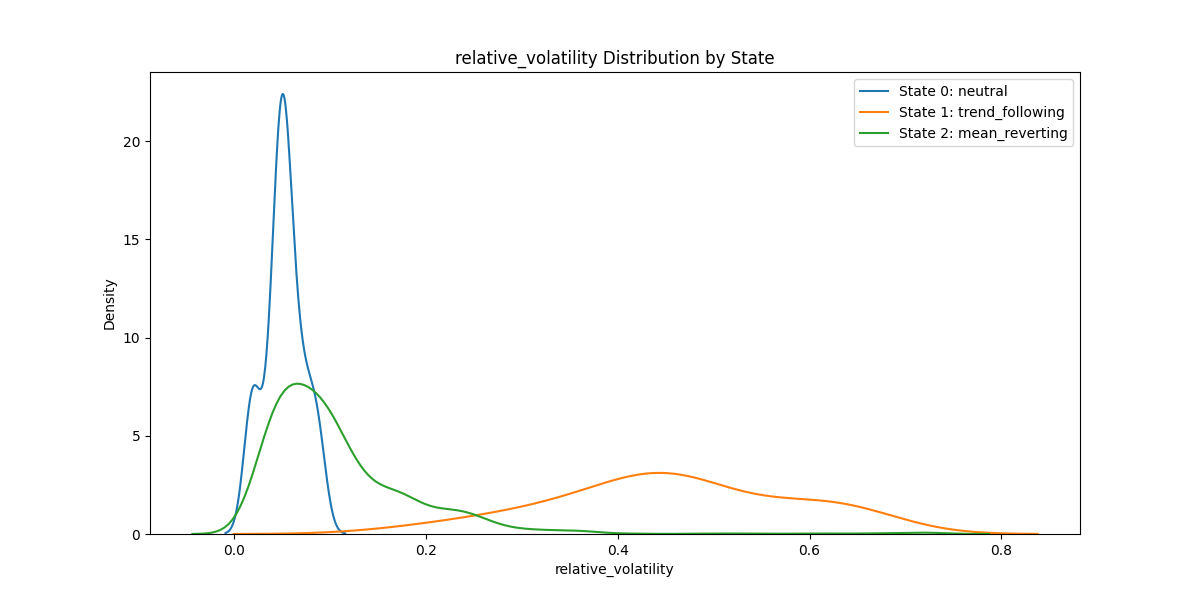 relative_volatility Distribution by State
State 0: neutral
State 1: trend_following
State 2: mean_reverting
Density
20
15
10
5
0
0.0 0.2 0.4 0.6 0.8
relative_volatility